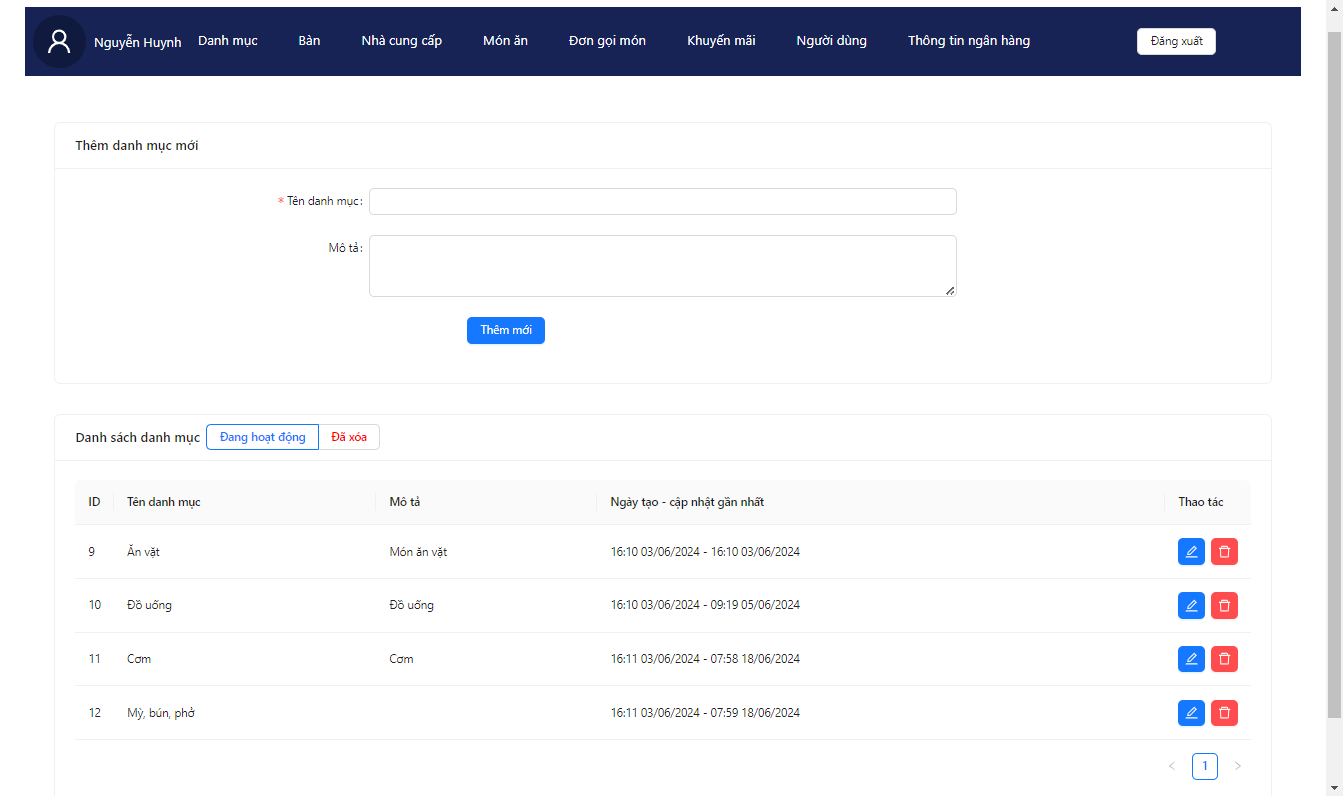 Nguyễn Huynh Danh mục Bàn Nhà cung cấp Món ăn Đơn gọi món Khuyến mãi Người dùng Thông tin ngân hàng Đăng xuất
Thêm danh mục mới
* Tên danh mục:
Mô tả:
Thêm mới
Danh sách danh mục Đang hoạt động Đã xóa
ID Tên danh mục Mô tả Ngày tạo - cập nhật gần nhất Thao tác
9 Ăn vặt Món ăn vặt 16:10 03/06/2024 - 16:10 03/06/2024
10 Đồ uống Đồ uống 16:10 03/06/2024 - 09:19 05/06/2024
11 Cơm Cơm 16:11 03/06/2024 - 07:58 18/06/2024
12 Mỳ, bún, phở 16:11 03/06/2024 - 07:59 18/06/2024
< 1 >